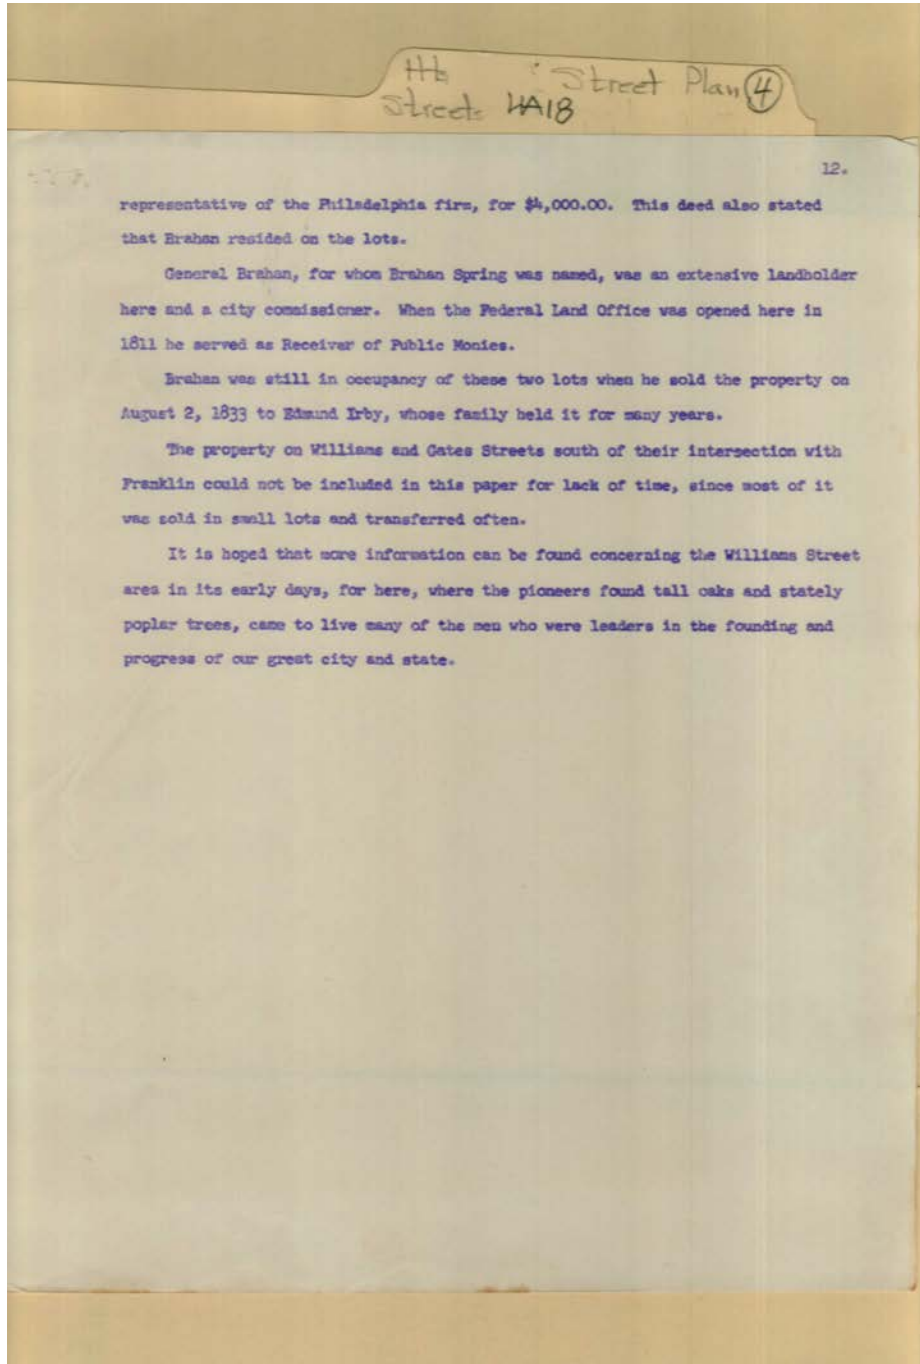 Street Plan 4
Streets HA18
12.
representative of the Philadelphia firm, for $4,000.00. This deed also stated
that Brahan resided on the lots.
General Brahan, for whom Brahan Spring was named, was an extensive landholder
here and a city commissioner. When the Federal Land Office was opened here in
1811 he served as Receiver of Public Monies.
Brahan was still in occupancy of these two lots when he sold the property on
August 2, 1833 to Edmund Irby, whose family held it for many years.
The property on Williams and Gates Streets south of their intersection with
Franklin could not be included in this paper for lack of time, since most of it
was sold in small lots and transferred often.
It is hoped that more information can be found concerning the Williams Street
area in its early days, for here, where the pioneers found tall oaks and stately
poplar trees, came to live many of the men who were leaders in the founding and
progress of our great city and state.